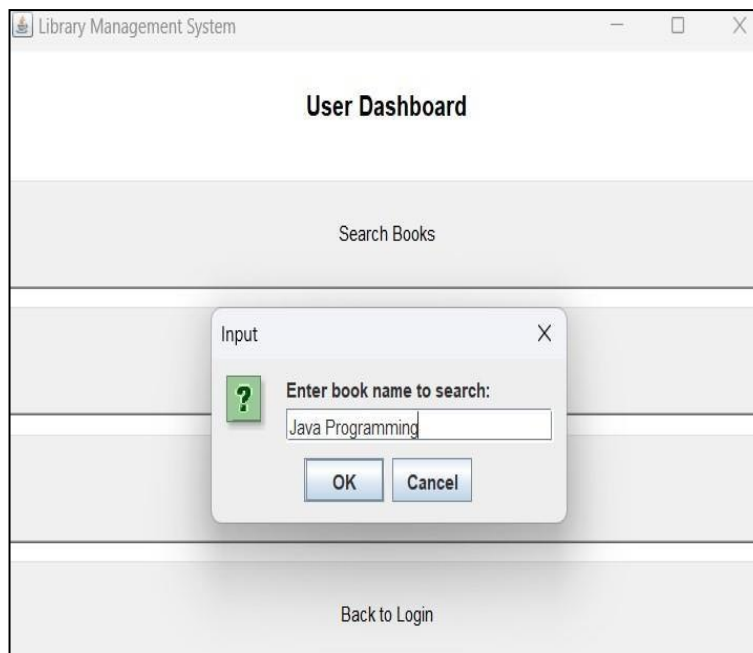 Library Management System
User Dashboard
Search Books
Input
?
Enter book name to search:
Java Programming
OK Cancel
Back to Login